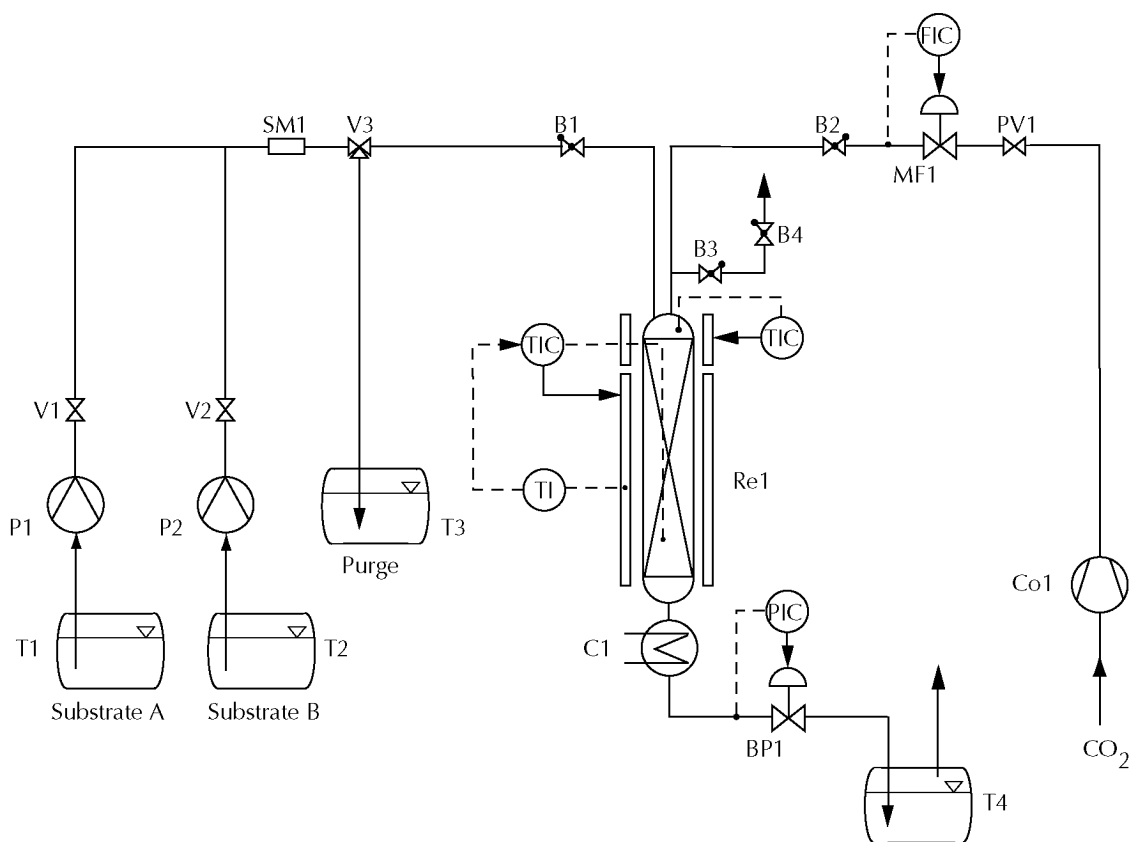 FIC
SM1
V3
B1
B2
PV1
MF1
B4
B3
TIC
TIC
V1
V2
TI
Re1
P1
P2
T3
Purge
Co1
PIC
T1
T2
C1
Substrate A
Substrate B
BP1
CO2
T4